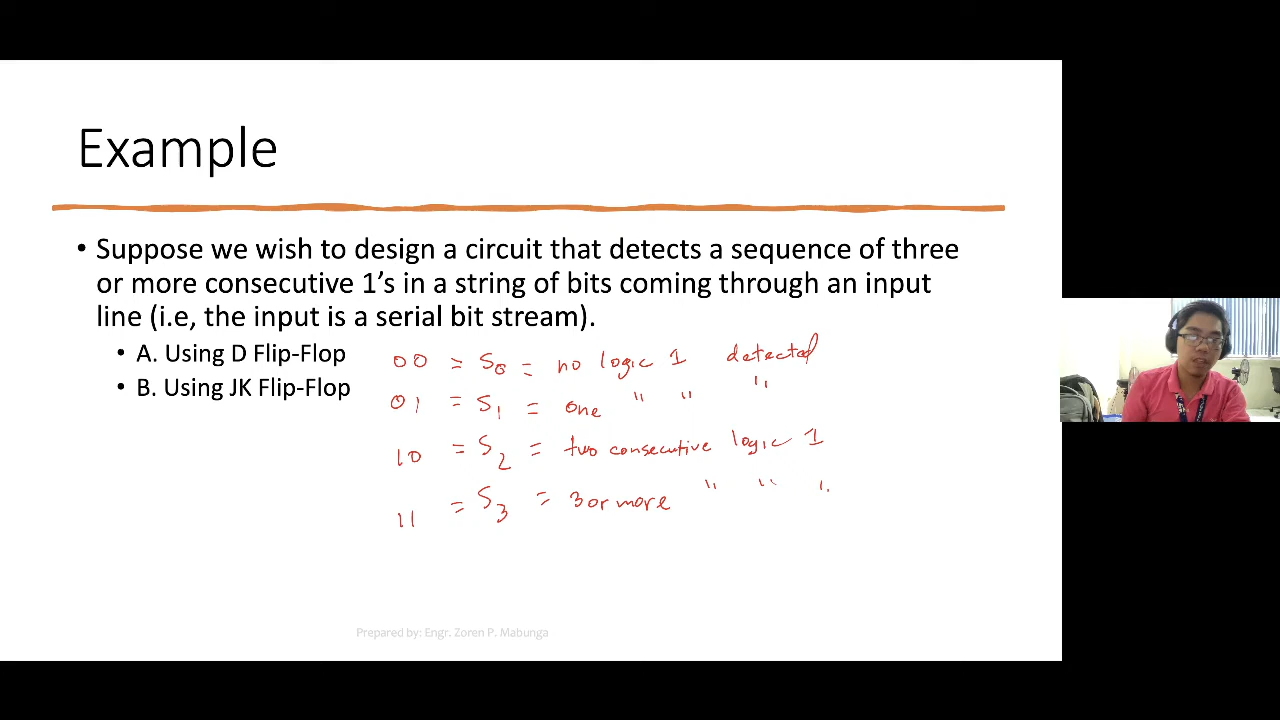 Example
• Suppose we wish to design a circuit that detects a sequence of three
or more consecutive 1’s in a string of bits coming through an input
line (i.e, the input is a serial bit stream).
• A. Using D Flip-Flop
• B. Using JK Flip-Flop
00 = S0 = no logic 1 detected
01 = S1 = one " " "
10 = S2 = two consecutive logic 1
11 = S3 = 3 or more " " "
Prepared by: Engr. Zoren P. Mabunga